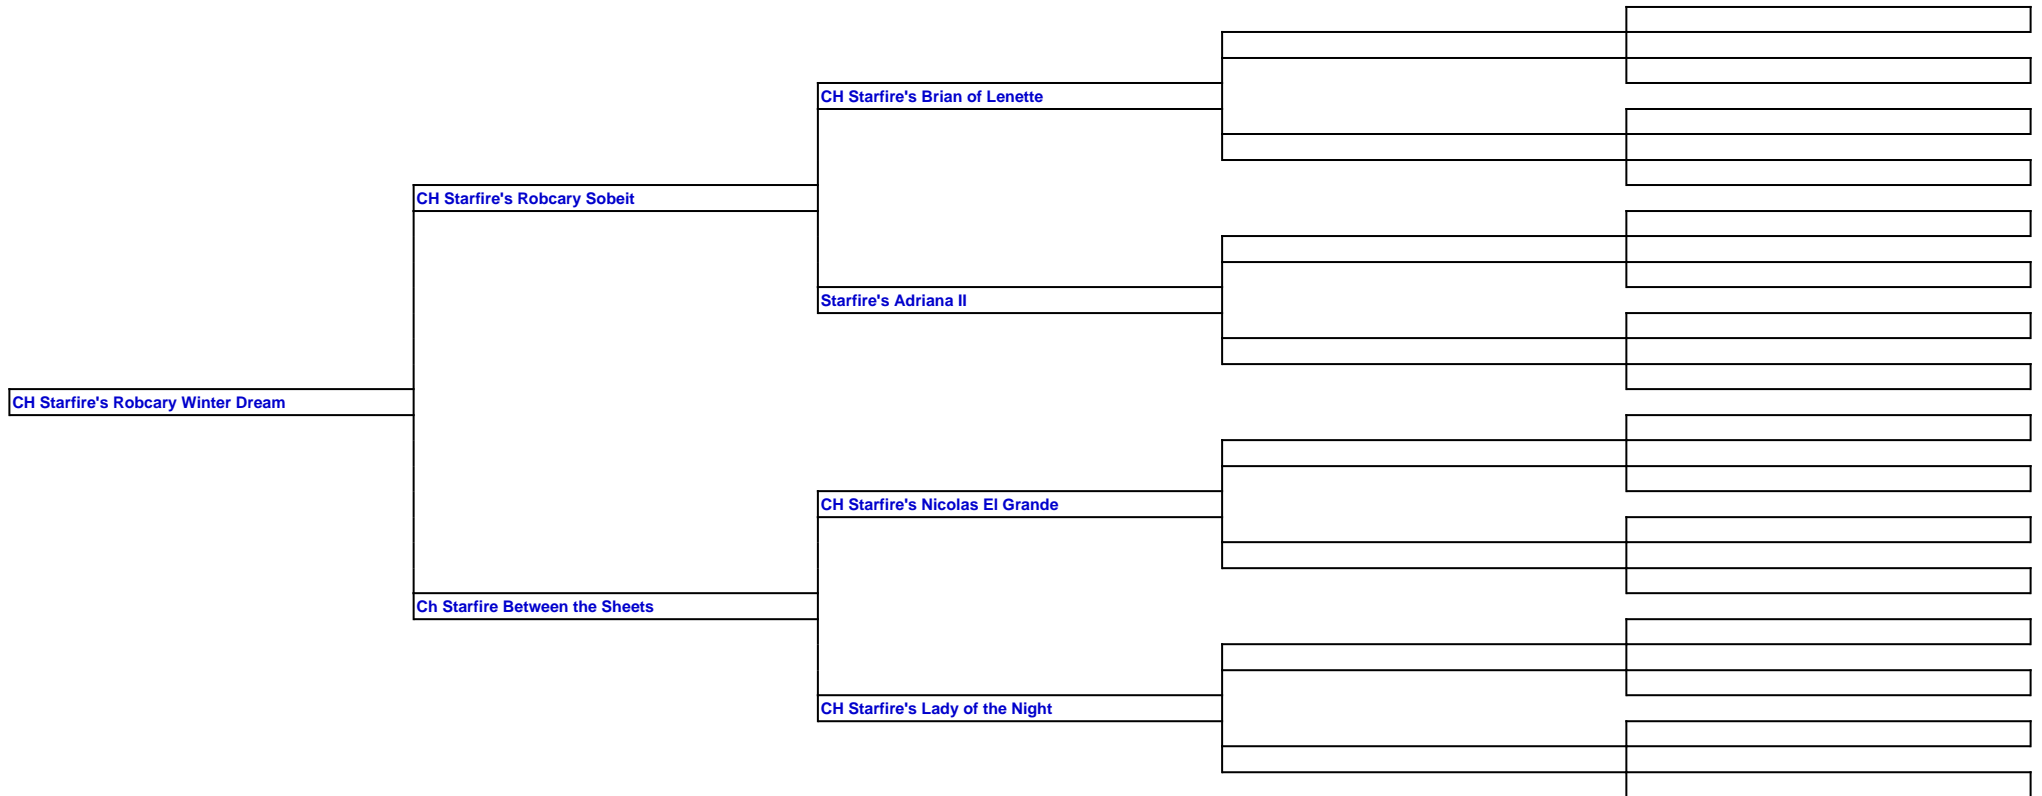 CH Starfire's Brian of Lenette
CH Starfire's Robcary Sobeit
Starfire's Adriana II
CH Starfire's Robcary Winter Dream
CH Starfire's Nicolas El Grande
Ch Starfire Between the Sheets
CH Starfire's Lady of the Night